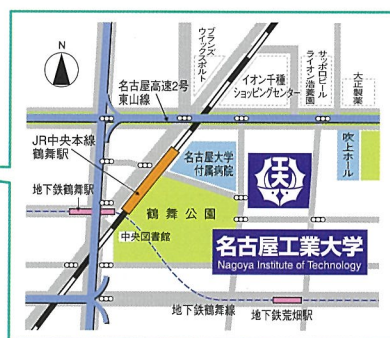 N
ブランズ
ウイックスポルト
名古屋高速2号
東山線
イオン千種
ショッピングセンター
サッポロビール
ライオン浩養園
大正製薬
JR中央本線
鶴舞駅
名古屋大学
付属病院
吹上ホール
地下鉄鶴舞駅
鶴舞公園
中央図書館
名古屋工業大学
Nagoya Institute of Technology
地下鉄鶴舞線
地下鉄荒畑駅